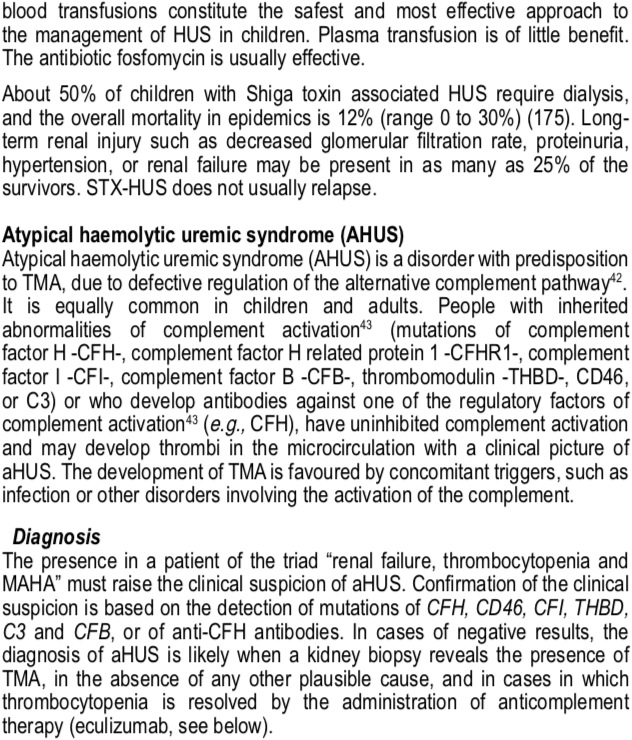 blood transfusions constitute the safest and most effective approach to
the management of HUS in children. Plasma transfusion is of little benefit.
The antibiotic fosfomycin is usually effective.
About 50% of children with Shiga toxin associated HUS require dialysis,
and the overall mortality in epidemics is 12% (range 0 to 30%) (175). Long-
term renal injury such as decreased glomerular filtration rate, proteinuria,
hypertension, or renal failure may be present in as many as 25% of the
survivors. STX-HUS does not usually relapse.
Atypical haemolytic uremic syndrome (AHUS)
Atypical haemolytic uremic syndrome (AHUS) is a disorder with predisposition
to TMA, due to defective regulation of the alternative complement pathway⁴².
It is equally common in children and adults. People with inherited
abnormalities of complement activation⁴³ (mutations of complement
factor H -CFH-, complement factor H related protein 1 -CFHR1-, complement
factor I -CFI-, complement factor B -CFB-, thrombomodulin -THBD-, CD46,
or C3) or who develop antibodies against one of the regulatory factors of
complement activation⁴³ (e.g., CFH), have uninhibited complement activation
and may develop thrombi in the microcirculation with a clinical picture of
aHUS. The development of TMA is favoured by concomitant triggers, such as
infection or other disorders involving the activation of the complement.
Diagnosis
The presence in a patient of the triad “renal failure, thrombocytopenia and
MAHA” must raise the clinical suspicion of aHUS. Confirmation of the clinical
suspicion is based on the detection of mutations of CFH, CD46, CFI, THBD,
C3 and CFB, or of anti-CFH antibodies. In cases of negative results, the
diagnosis of aHUS is likely when a kidney biopsy reveals the presence of
TMA, in the absence of any other plausible cause, and in cases in which
thrombocytopenia is resolved by the administration of anticomplement
therapy (eculizumab, see below).